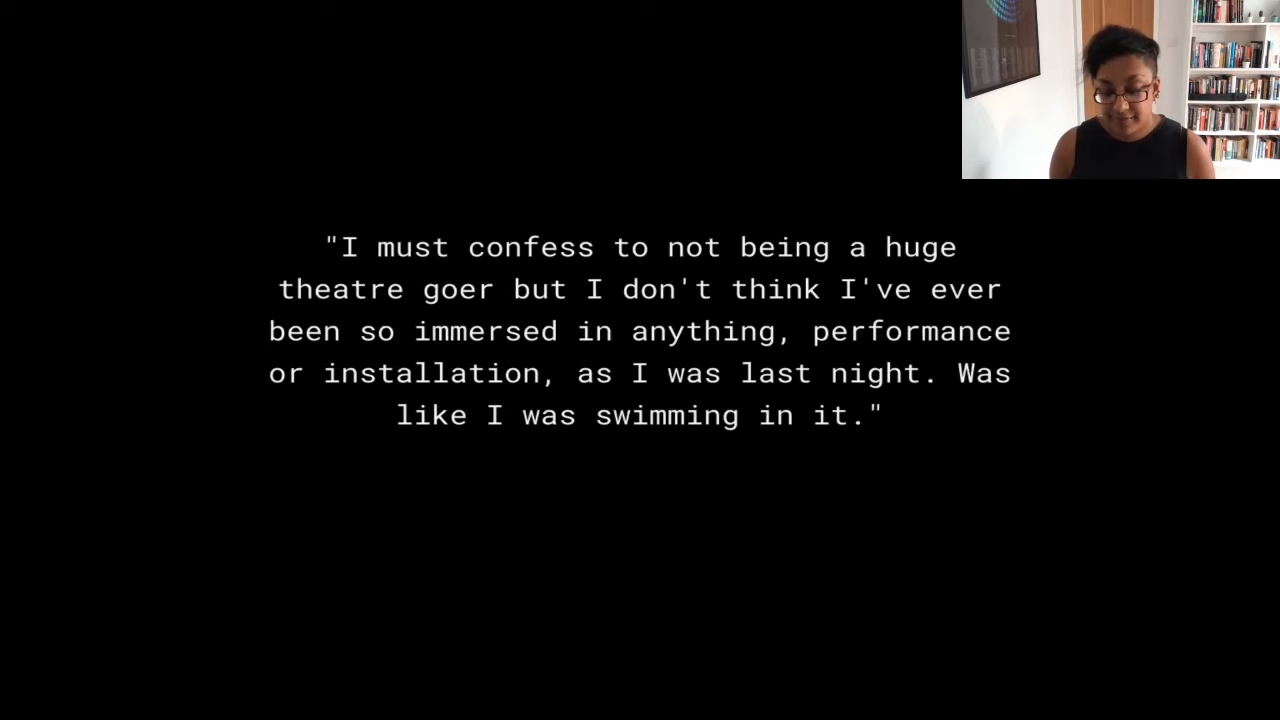 "I must confess to not being a huge
theatre goer but I don't think I've ever
been so immersed in anything, performance
or installation, as I was last night. Was
like I was swimming in it."